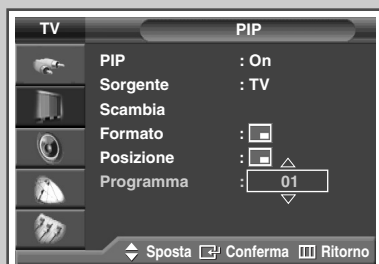 TV PIP
PIP : On
Sorgente : TV
Scambia
Formato :
Posizione :
Programma : 01
Sposta Conferma Ritorno